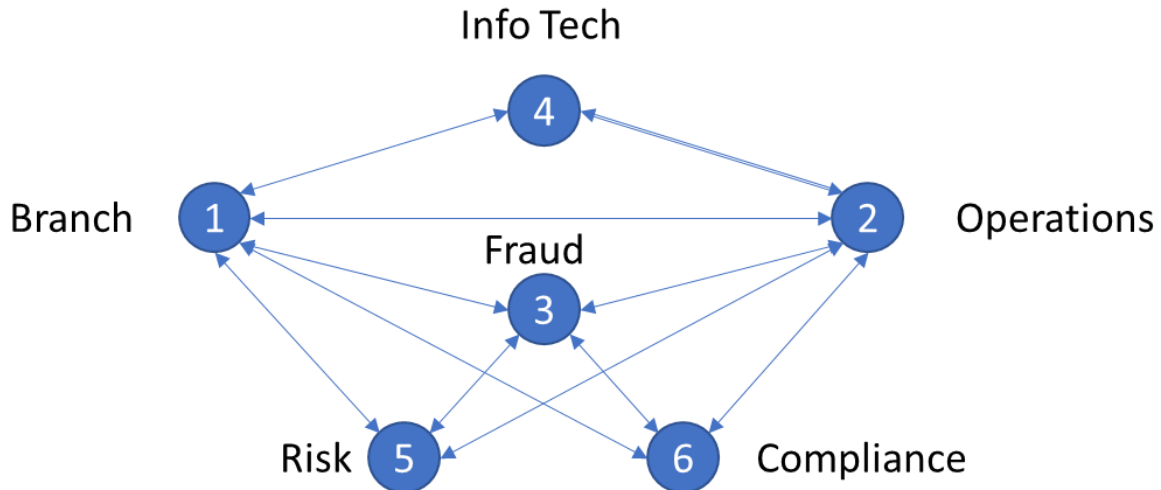 Info Tech
4
Branch
1
2
Operations
Fraud
3
Risk
5
6
Compliance